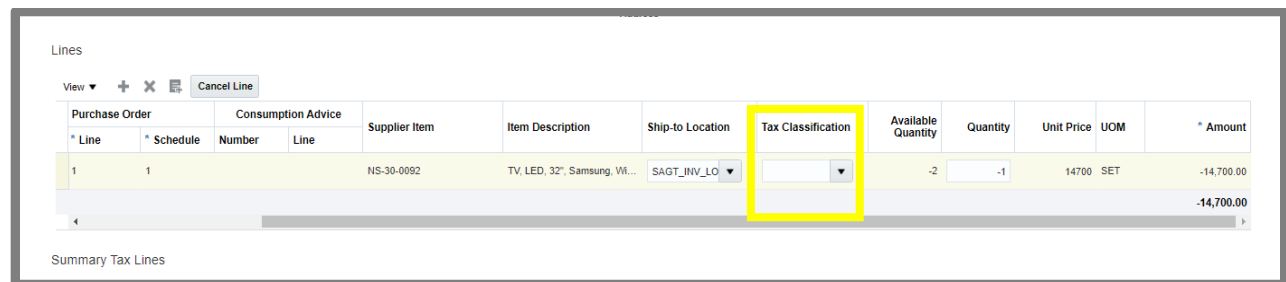 Lines
View
Cancel Line
Purchase Order Consumption Advice Supplier Item Item Description Ship-to Location Tax Classification Available Quantity Quantity Unit Price UOM * Amount
* Line * Schedule Number Line
1 1 NS-30-0092 TV, LED, 32", Samsung, Wi... SAGT_INV_LO -2 -1 14700 SET -14,700.00
-14,700.00
Summary Tax Lines